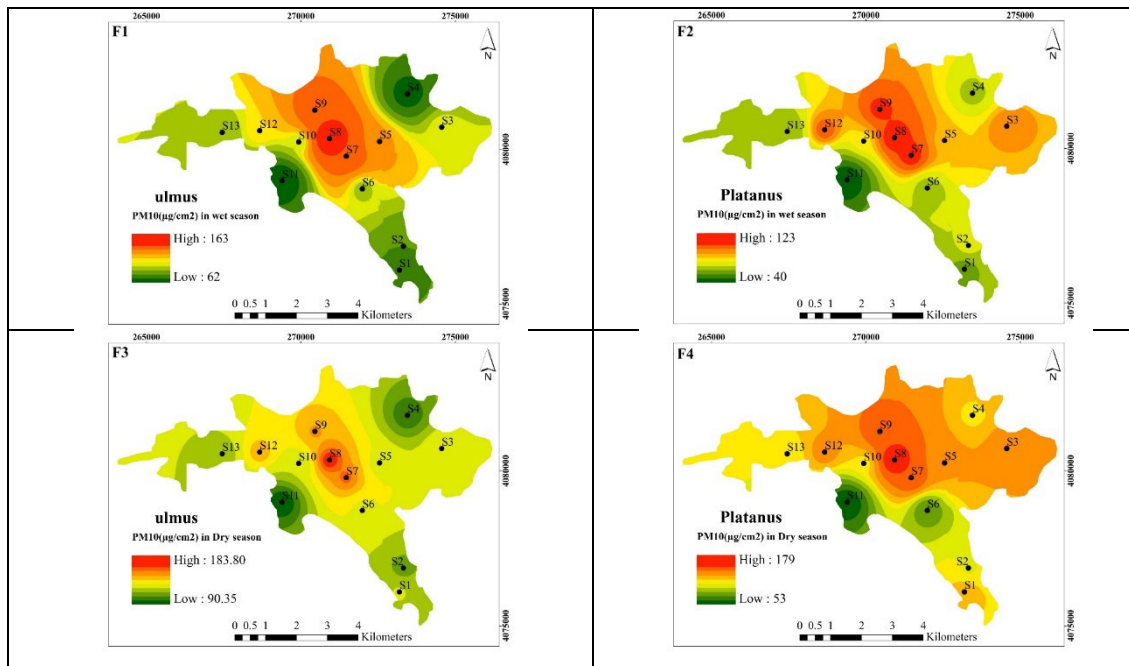 265000 270000 275000
F1
N
S4
S9
S3
S12
S13
S8
S10
S5
S7
4080000
S11
S6
ulmus
PM10(µg/cm2) in wet season
High : 163
S2
Low : 62
S1
0 0.5 1 2 3 4
Kilometers
4075000
265000 270000 275000
F2
N
S4
S9
S3
S12
S13
S8
S10
S5
S7
4080000
S11
S6
Platanus
PM10(µg/cm2) in wet season
High : 123
S2
Low : 40
S1
0 0.5 1 2 3 4
Kilometers
4075000
265000 270000 275000
F3
N
S4
S9
S3
S12
S13
S8
S10
S5
S7
4080000
S11
S6
ulmus
PM10(µg/cm2) in Dry season
High : 183.80
S2
Low : 90.35
S1
0 0.5 1 2 3 4
Kilometers
4075000
265000 270000 275000
F4
N
S4
S9
S3
S12
S13
S8
S10
S5
S7
4080000
S11
S6
Platanus
PM10(µg/cm2) in Dry season
High : 179
S2
Low : 53
S1
0 0.5 1 2 3 4
Kilometers
4075000